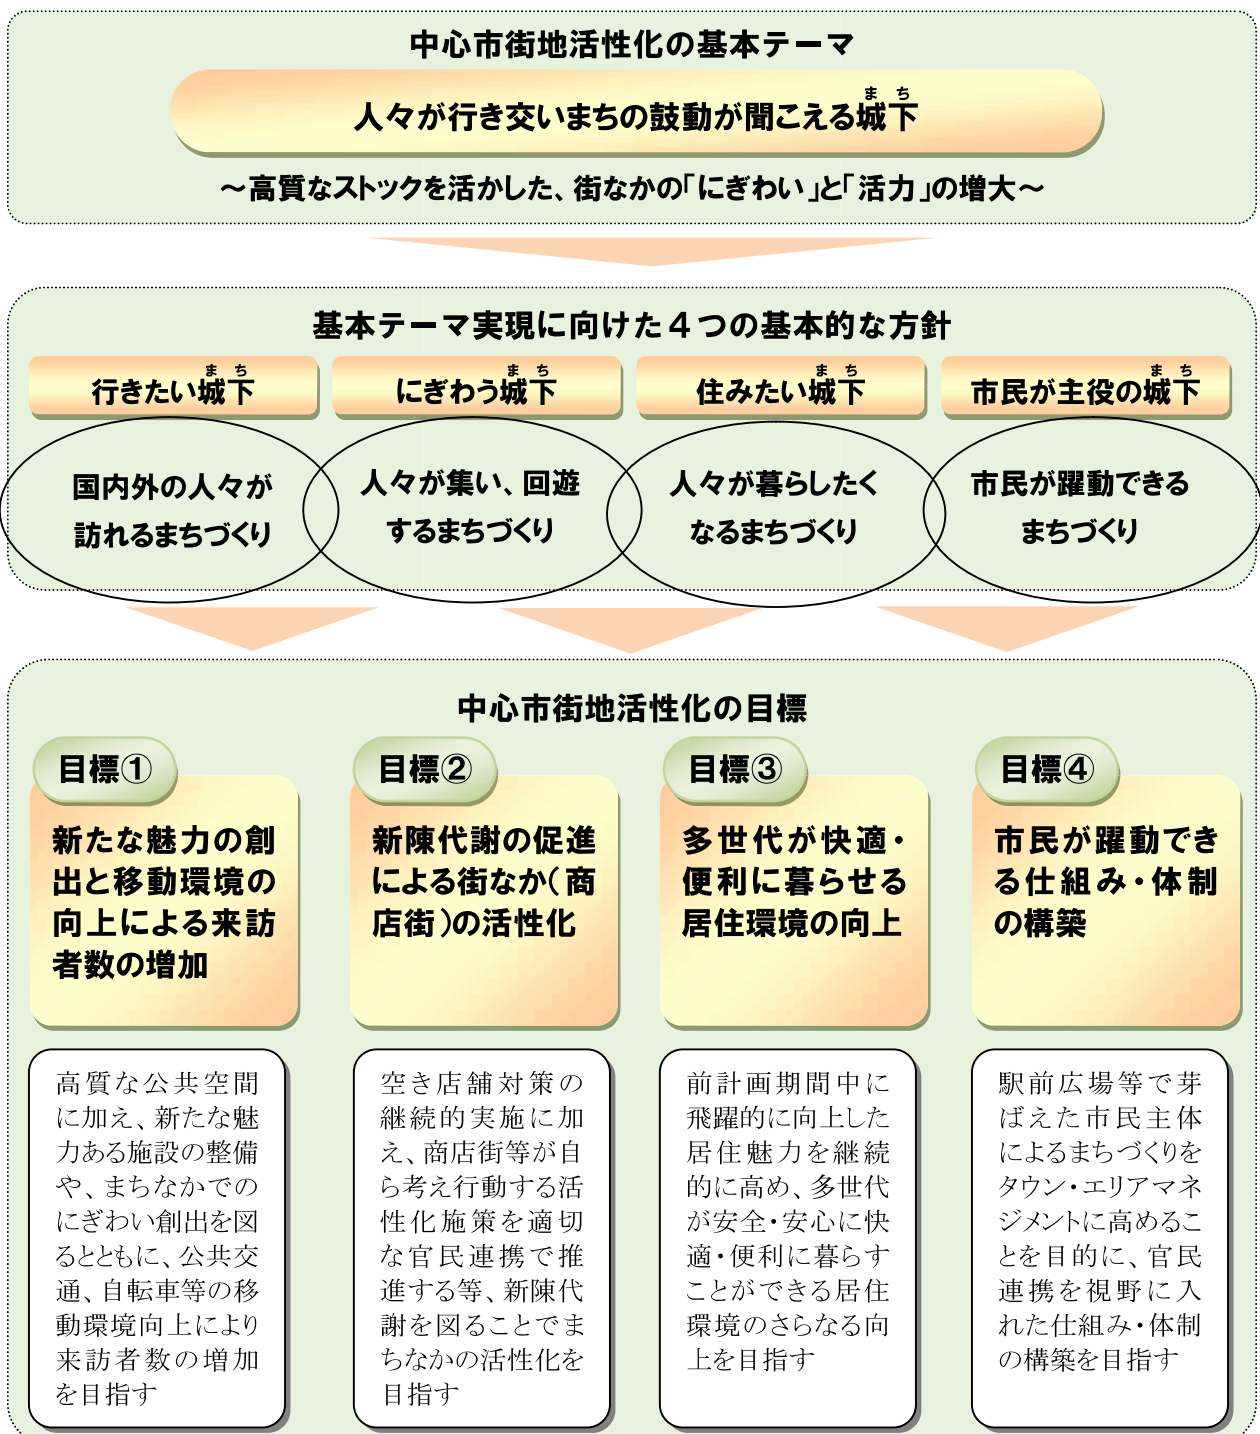 中心市街地活性化の基本テーマ
人々が行き交いまちの鼓動が聞こえる城下
まち
～高質なストックを活かした、街なかの「にぎわい」と「活力」の増大～
基本テーマ実現に向けた４つの基本的な方針
行きたい城下
まち
国内外の人々が
訪れるまちづくり
にぎわう城下
まち
人々が集い、回遊
するまちづくり
住みたい城下
まち
人々が暮らしたく
なるまちづくり
市民が主役の城下
まち
市民が躍動できる
まちづくり
中心市街地活性化の目標
目標①
新たな魅力の創
出と移動環境の
向上による来訪
者数の増加
高質な公共空間
に加え、新たな魅
力ある施設の整備
や、まちなかでの
にぎわい創出を図
るとともに、公共交
通、自転車等の移
動環境向上により
来訪者数の増加
を目指す
目標②
新陳代謝の促進
による街なか（商
店街）の活性化
空き店舗対策の
継続的実施に加
え、商店街等が自
ら考え行動する活
性化施策を適切
な官民連携で推
進する等、新陳代
謝を図ることでま
ちなかの活性化を
目指す
目標③
多世代が快適・
便利に暮らせる
居住環境の向上
前計画期間中に
飛躍的に向上した
居住魅力を継続
的に高め、多世代
が安全・安心に快
適・便利に暮らす
ことができる居住
環境のさらなる向
上を目指す
目標④
市民が躍動でき
る仕組み・体制
の構築
駅前広場等で芽
ばえた市民主体
によるまちづくりを
タウン・エリアマネ
ジメントに高めるこ
とを目的に、官民
連携を視野に入
れた仕組み・体制
の構築を目指す